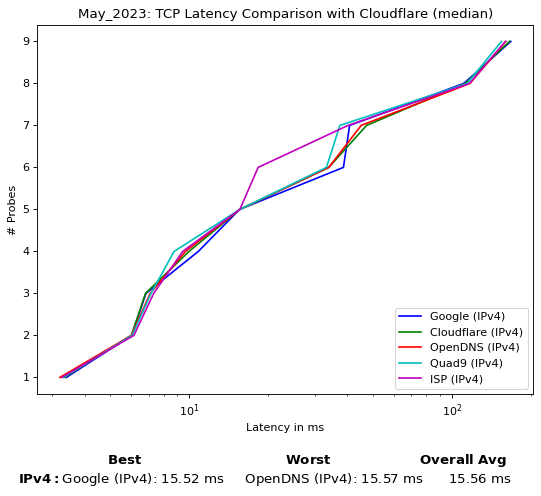 May_2023: TCP Latency Comparison with Cloudflare (median)
# Probes
9
8
7
6
5
4
3
2
1
Google (IPv4)
Cloudflare (IPv4)
OpenDNS (IPv4)
Quad9 (IPv4)
ISP (IPv4)
10¹ 10²
Latency in ms
Best Worst Overall Avg
IPv4: Google (IPv4): 15.52 ms OpenDNS (IPv4): 15.57 ms 15.56 ms